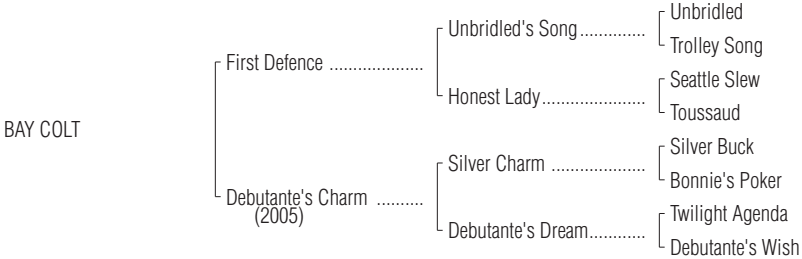 Unbridled
Unbridled's Song..............
Trolley Song
First Defence ....................
Seattle Slew
Honest Lady......................
Toussaud
BAY COLT
Silver Buck
Silver Charm ....................
Bonnie's Poker
Debutante's Charm ..........
(2005)
Twilight Agenda
Debutante's Dream............
Debutante's Wish